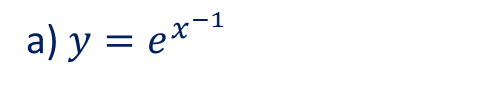 a) y = e^{x^{-1}}